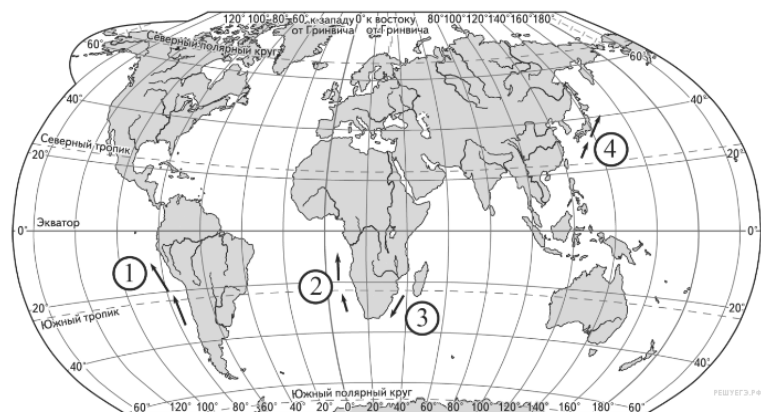 120° 100° 80° 60° к западу 0° к востоку 80° 100° 120° 140° 160° 180°
от Гринвича от Гринвича
Северный полярный круг
60° 60°
40° 40°
Северный тропик
20° 20°
4
Экватор
0° 0°
1
2
3
20° 20°
Южный тропик
40° 40°
Южный полярный круг
60° 120° 100° 80° 60° 40° 20° 0° 20° 40° 60° 80° 100° 120° 140° 160° 180° 60°
РЕШУЕГЭ.РФ